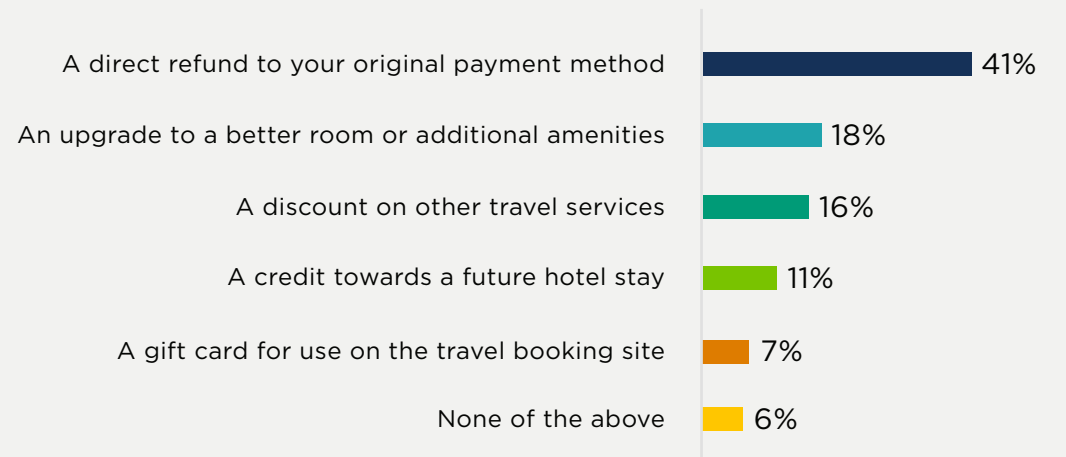 A direct refund to your original payment method 41%
An upgrade to a better room or additional amenities 18%
A discount on other travel services 16%
A credit towards a future hotel stay 11%
A gift card for use on the travel booking site 7%
None of the above 6%